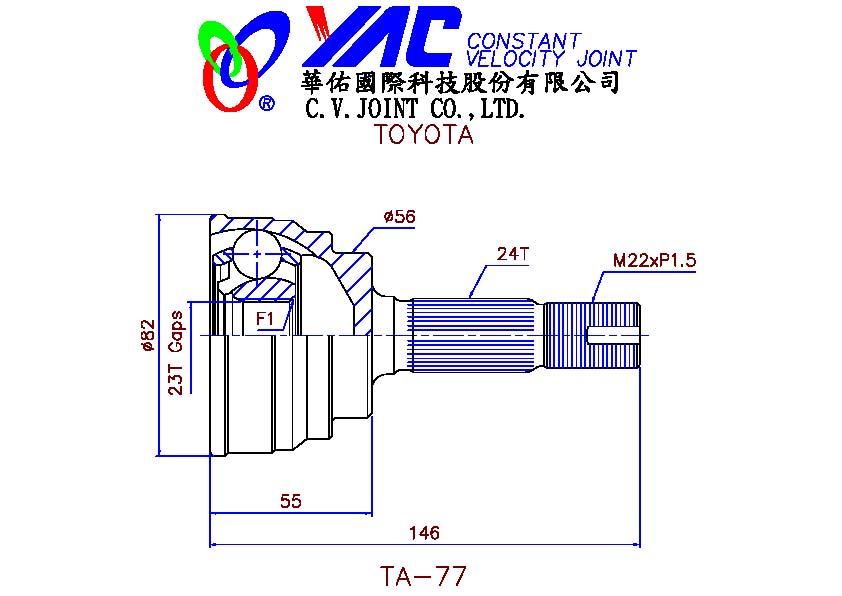 YAC CONSTANT
VELOCITY JOINT
®
華佑國際科技股份有限公司
C.V.JOINT CO.,LTD.
TOYOTA
ø56
24T
M22xP1.5
F1
ø82
23T Gaps
55
146
TA-77